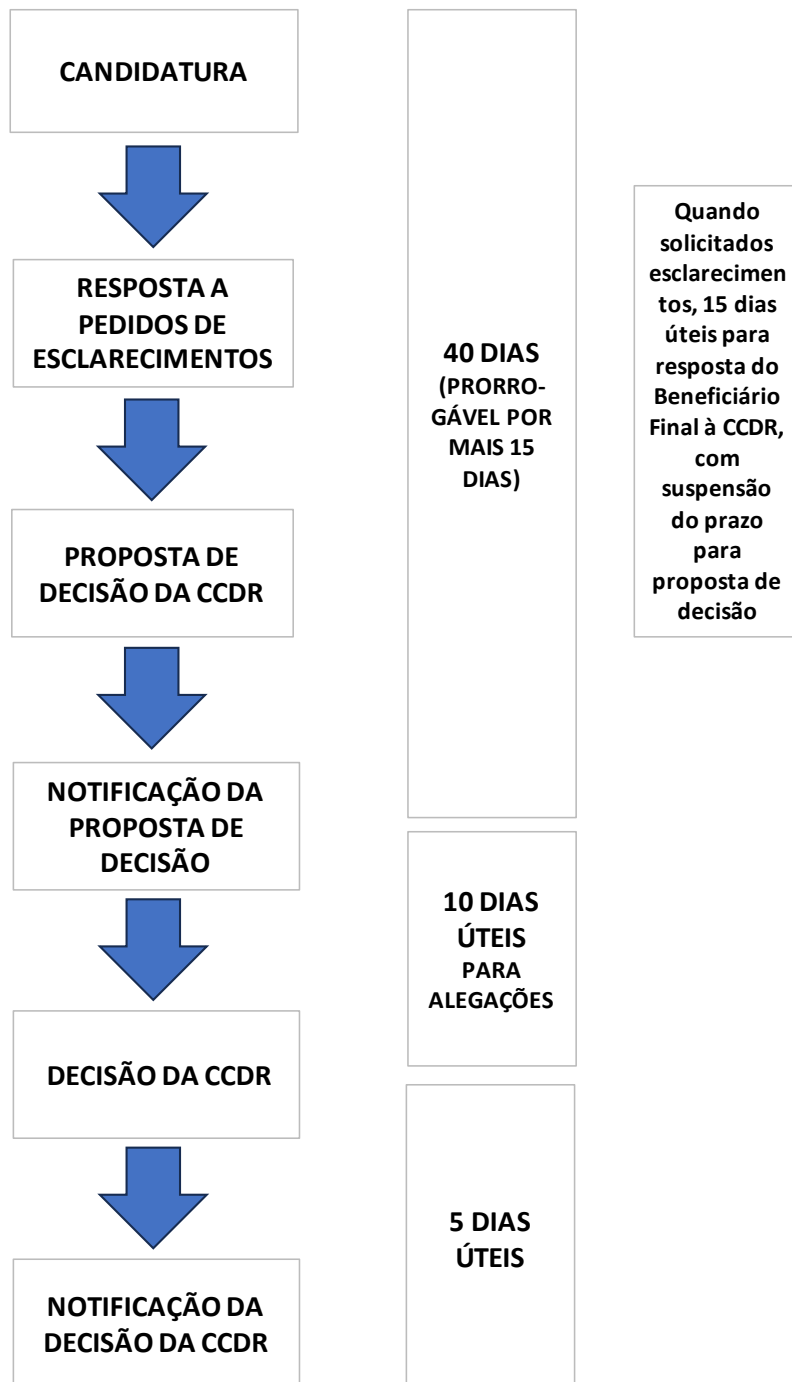 CANDIDATURA
RESPOSTA A
PEDIDOS DE
ESCLARECIMENTOS
PROPOSTA DE
DECISÃO DA CCDR
NOTIFICAÇÃO DA
PROPOSTA DE
DECISÃO
DECISÃO DA CCDR
NOTIFICAÇÃO DA
DECISÃO DA CCDR
40 DIAS
(PRORRO-
GÁVEL POR
MAIS 15
DIAS)
10 DIAS
ÚTEIS
PARA
ALEGAÇÕES
5 DIAS
ÚTEIS
Quando
solicitados
esclarecimen
tos, 15 dias
úteis para
resposta do
Beneficiário
Final à CCDR,
com
suspensão
do prazo
para
proposta de
decisão